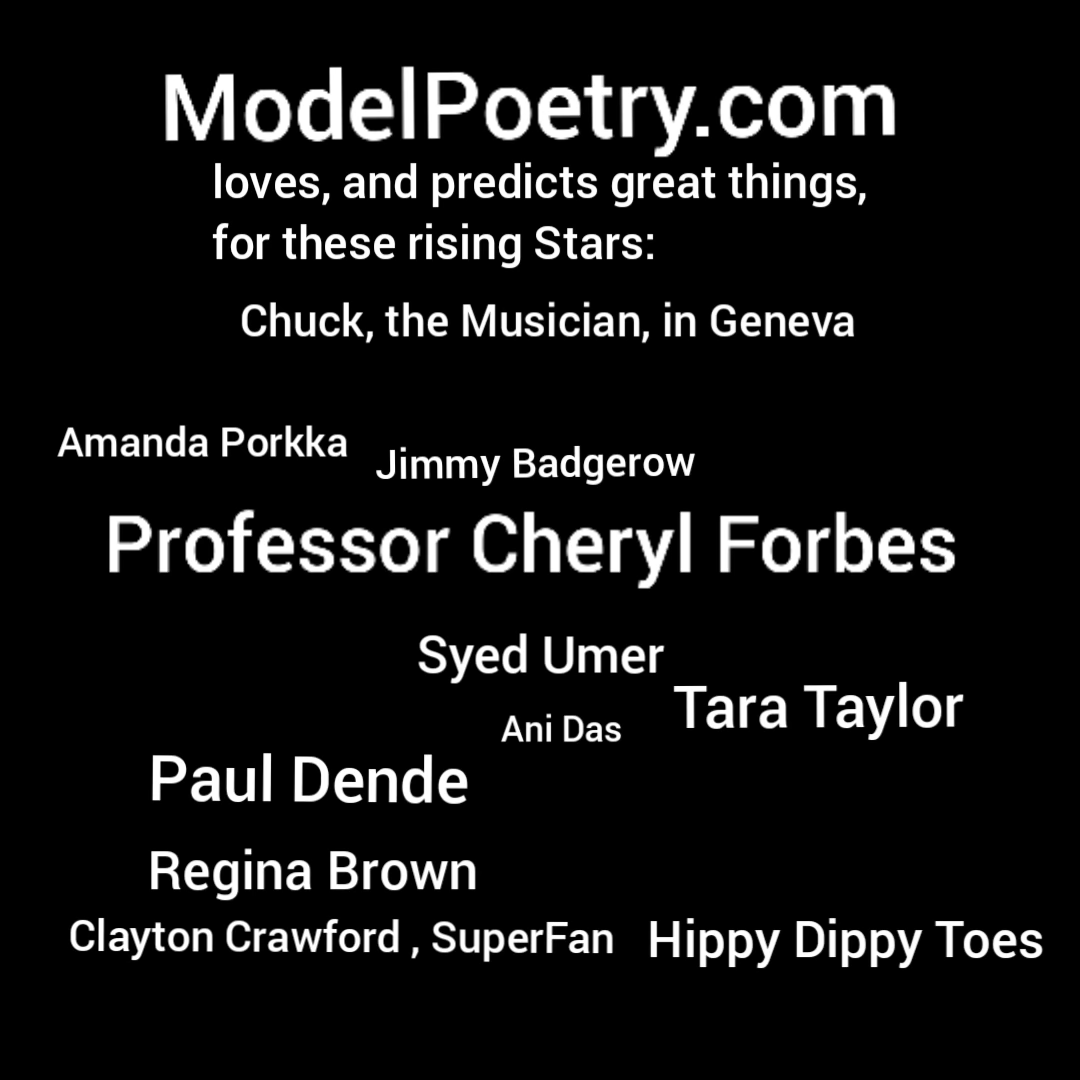 ModelPoetry.com
loves, and predicts great things,
for these rising Stars:
Chuck, the Musician, in Geneva
Amanda Porkka
Jimmy Badgerow
Professor Cheryl Forbes
Syed Umer
Tara Taylor
Ani Das
Paul Dende
Regina Brown
Clayton Crawford , SuperFan
Hippy Dippy Toes